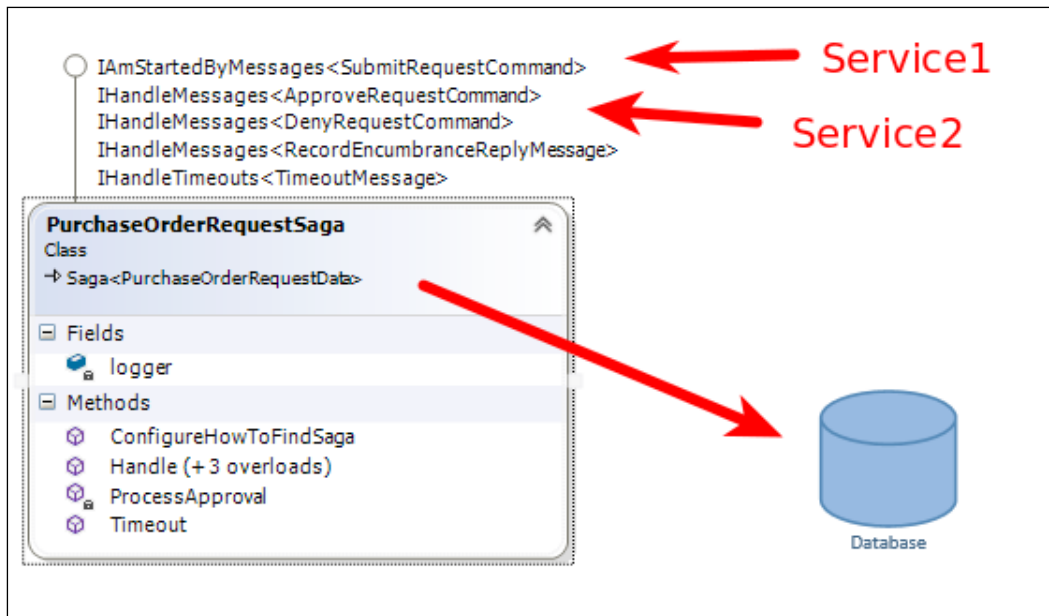 IAmStartedByMessages<SubmitRequestCommand>
Service1
IHandleMessages<ApproveRequestCommand>
IHandleMessages<DenyRequestCommand>
Service2
IHandleMessages<RecordEncumbranceReplyMessage>
IHandleTimeouts<TimeoutMessage>
PurchaseOrderRequestSaga
Class
Saga<PurchaseOrderRequestData>
Fields
logger
Methods
ConfigureHowToFindSaga
Handle (+ 3 overloads)
ProcessApproval
Timeout
Database